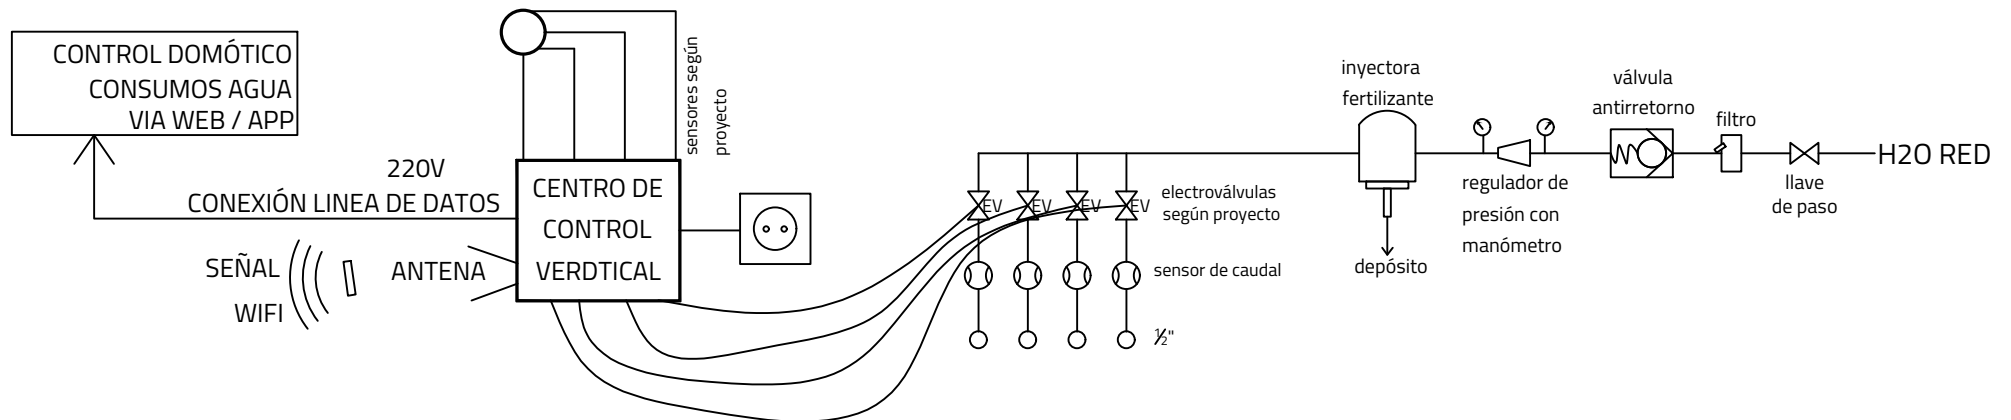 CONTROL DOMÓTICO
CONSUMOS AGUA
VIA WEB / APP
220V
CONEXIÓN LINEA DE DATOS
SEÑAL
WIFI
ANTENA
sensores según
proyecto
CENTRO DE
CONTROL
VERDTICAL
EV
EV
EV
EV
electroválvulas
según proyecto
sensor de caudal
½"
inyectora
fertilizante
depósito
regulador de
presión con
manómetro
válvula
antirretorno
filtro
llave
de paso
H2O RED